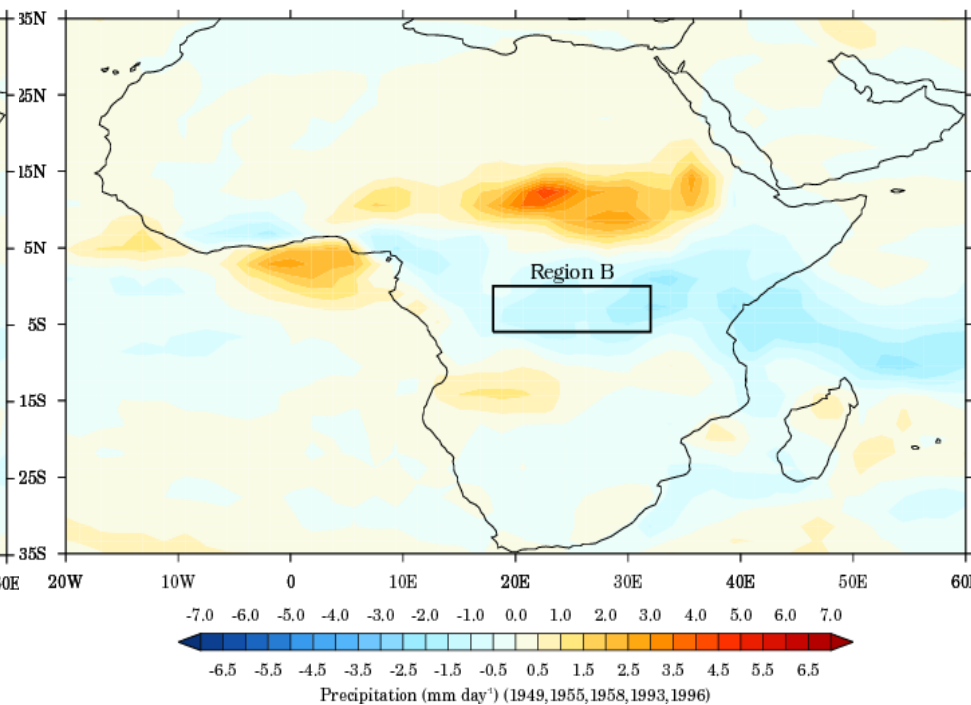 35N
25N
15N
5N
5S
15S
25S
35S
Region B
20W 10W 0 10E 20E 30E 40E 50E
-7.0 -6.0 -5.0 -4.0 -3.0 -2.0 -1.0 0.0 1.0 2.0 3.0 4.0 5.0 6.0 7.0
-6.5 -5.5 -4.5 -3.5 -2.5 -1.5 -0.5 0.5 1.5 2.5 3.5 4.5 5.5 6.5
Precipitation (mm day⁻¹) (1949,1955,1958,1993,1996)